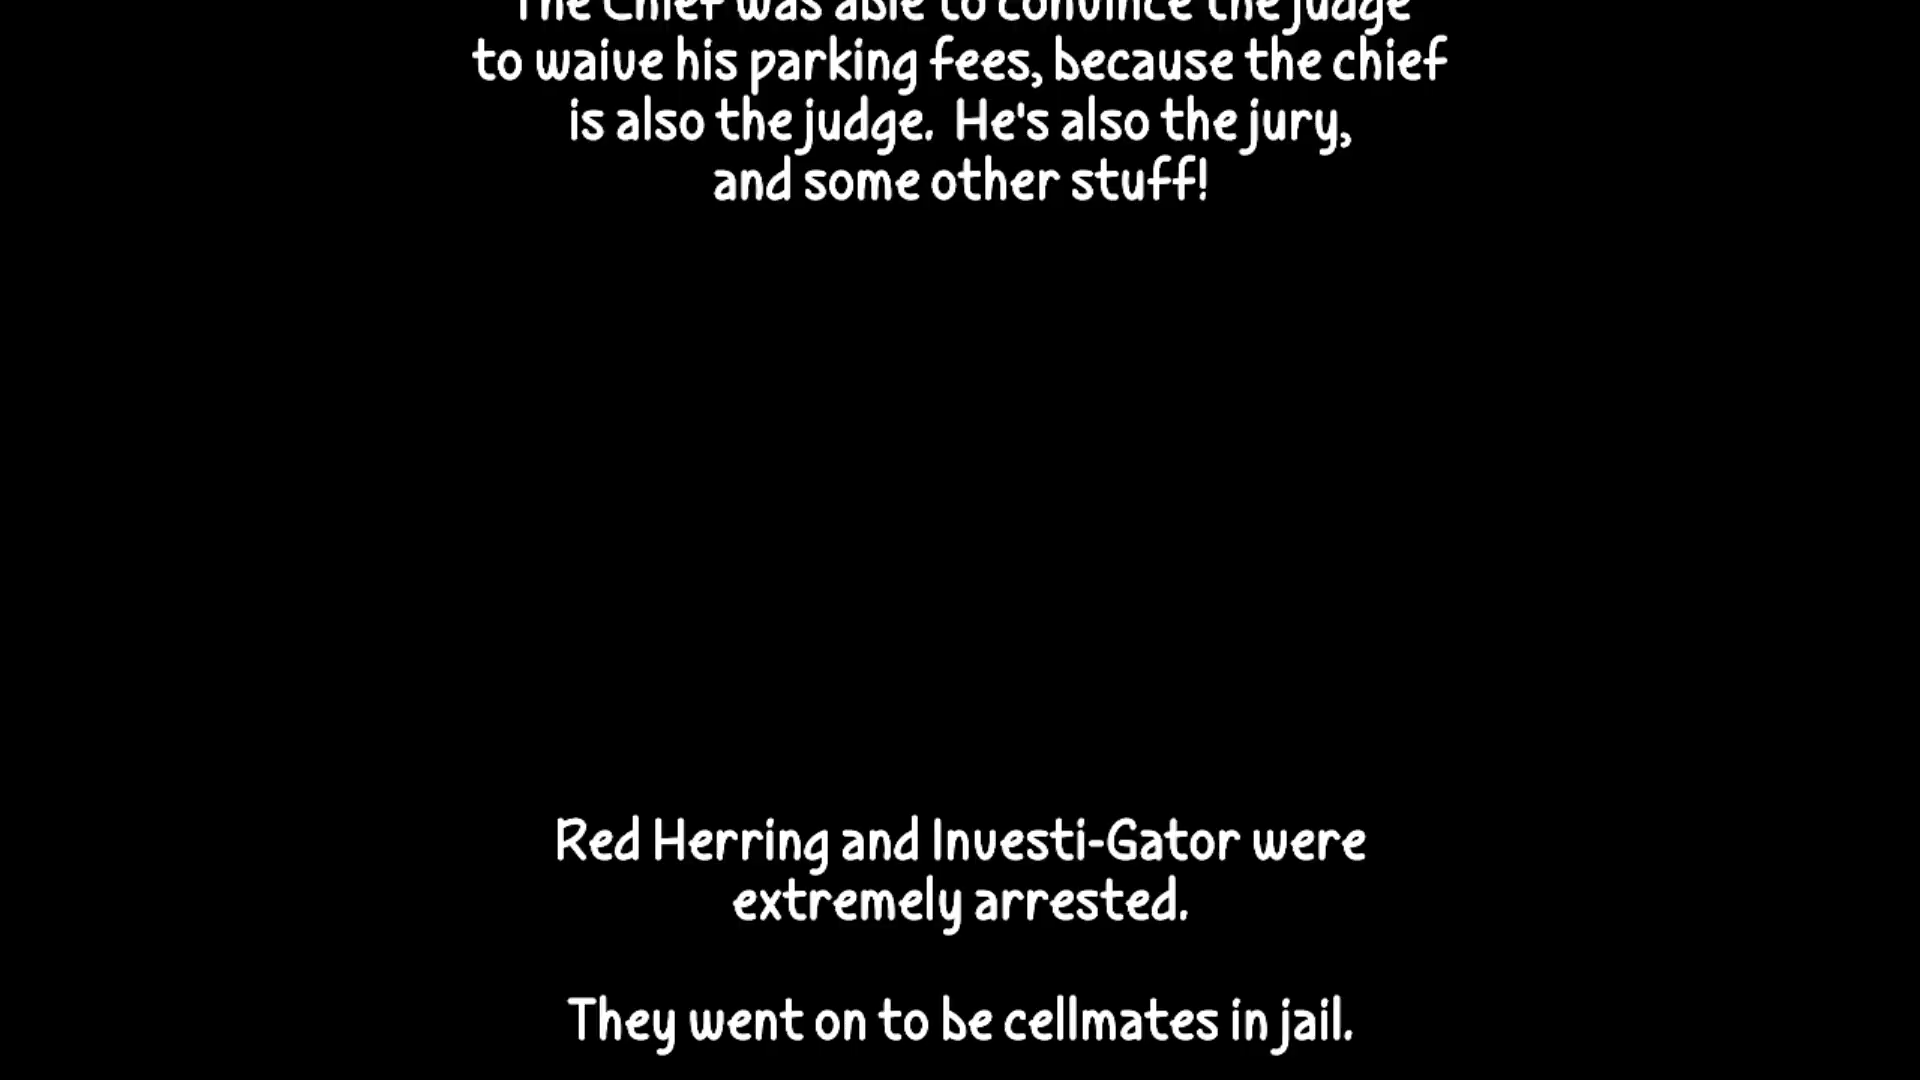 The Chief was able to convince the judge
to waive his parking fees, because the chief
is also the judge.  He's also the jury,
and some other stuff!
Red Herring and Investi-Gator were
extremely arrested.
They went on to be cellmates in jail.